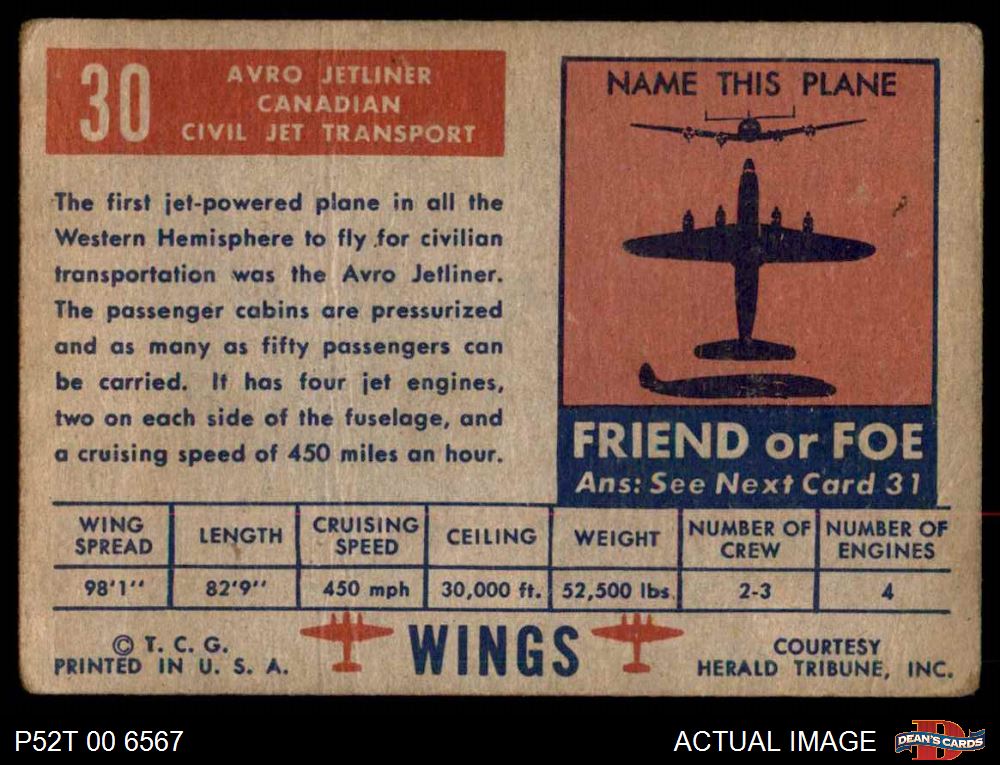 30
AVRO JETLINER
CANADIAN
CIVIL JET TRANSPORT
The first jet-powered plane in all the
Western Hemisphere to fly for civilian
transportation was the Avro Jetliner.
The passenger cabins are pressurized
and as many as fifty passengers can
be carried. It has four jet engines,
two on each side of the fuselage, and
a cruising speed of 450 miles an hour.
NAME THIS PLANE
FRIEND or FOE
Ans: See Next Card 31
WING SPREAD LENGTH CRUISING SPEED CEILING WEIGHT NUMBER OF CREW NUMBER OF ENGINES
98'1'' 82'9'' 450 mph 30,000 ft. 52,500 lbs. 2-3 4
© T. C. G.
PRINTED IN U. S. A.
WINGS
COURTESY
HERALD TRIBUNE, INC.
P52T 00 6567
ACTUAL IMAGE
DEAN'S CARDS